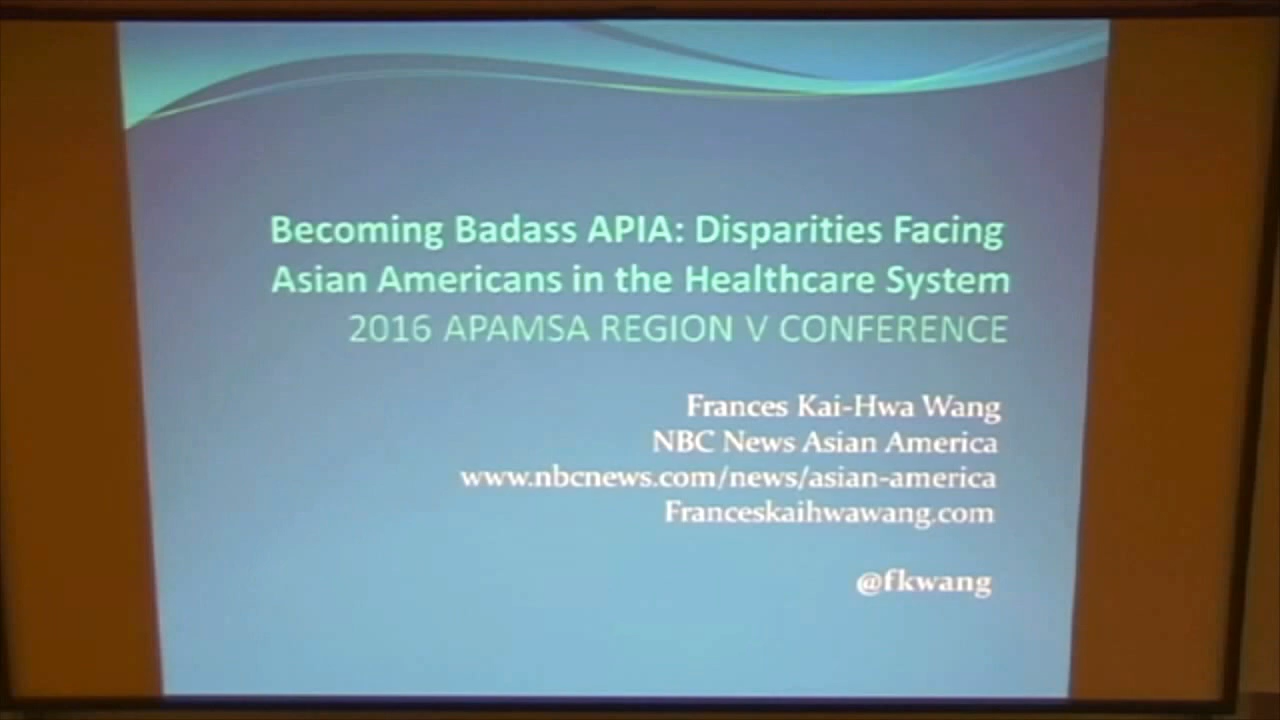 Becoming Badass APIA: Disparities Facing
Asian Americans in the Healthcare System
2016 APAMSA REGION V CONFERENCE
Frances Kai-Hwa Wang
NBC News Asian America
www.nbcnews.com/news/asian-america
Franceskaihwawang.com
@fkwang